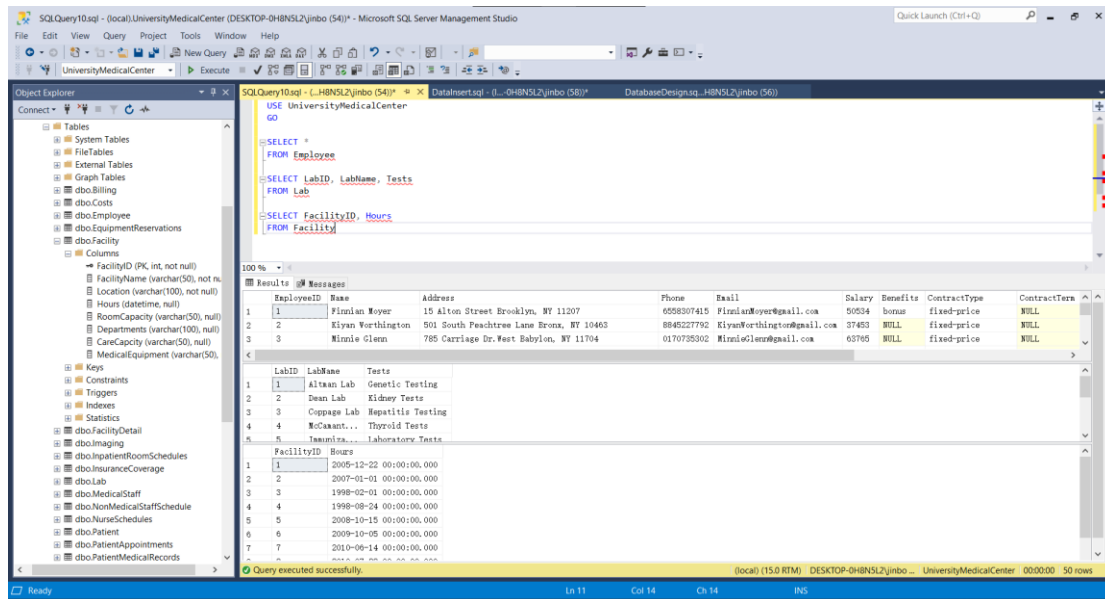 SQLQuery10.sql - (local).UniversityMedicalCenter (DESKTOP-0H8N5L2\jinbo (54))* - Microsoft SQL Server Management Studio
Quick Launch (Ctrl+Q)
File Edit View Query Project Tools Window Help
New Query
UniversityMedicalCenter
Execute
Object Explorer
Connect
Tables
System Tables
FileTables
External Tables
Graph Tables
dbo.Billing
dbo.Costs
dbo.Employee
dbo.EquipmentReservations
dbo.Facility
Columns
FacilityID (PK, int, not null)
FacilityName (varchar(50), not nu
Location (varchar(100), not null)
Hours (datetime, null)
RoomCapacity (varchar(50), null)
Departments (varchar(100), null)
CareCapcity (varchar(50), null)
MedicalEquipment (varchar(50),
Keys
Constraints
Triggers
Indexes
Statistics
dbo.FacilityDetail
dbo.Imaging
dbo.InpatientRoomSchedules
dbo.InsuranceCoverage
dbo.Lab
dbo.MedicalStaff
dbo.NonMedicalStaffSchedule
dbo.NurseSchedules
dbo.Patient
dbo.PatientAppointments
dbo.PatientMedicalRecords
SQLQuery10.sql - (...H8N5L2\jinbo (54))* DataInsert.sql - (l...-0H8N5L2\jinbo (58))* DatabaseDesign.sq...H8N5L2\jinbo (56))
USE UniversityMedicalCenter
GO
SELECT *
FROM Employee
SELECT LabID, LabName, Tests
FROM Lab
SELECT FacilityID, Hours
FROM Facility
100 %
Results Messages
EmployeeID Name Address Phone Email Salary Benefits ContractType ContractTerm
1 1 Finnian Moyer 15 Alton Street Brooklyn, NY 11207 6558307415 FinnianMoyer@gmail.com 50534 bonus fixed-price NULL
2 2 Kiyan Worthington 501 South Peachtree Lane Bronx, NY 10463 8845227792 KiyanWorthington@gmail.com 37453 NULL fixed-price NULL
3 3 Minnie Glenn 785 Carriage Dr.West Babylon, NY 11704 0170735302 MinnieGlenn@gmail.com 63765 NULL fixed-price NULL
LabID LabName Tests
1 1 Altman Lab Genetic Testing
2 2 Dean Lab Kidney Tests
3 3 Coppage Lab Hepatitis Testing
4 4 McCamant... Thyroid Tests
5 5 Immuniza... Laboratory Tests
FacilityID Hours
1 1 2005-12-22 00:00:00.000
2 2 2007-01-01 00:00:00.000
3 3 1998-02-01 00:00:00.000
4 4 1998-08-24 00:00:00.000
5 5 2008-10-15 00:00:00.000
6 6 2009-10-05 00:00:00.000
7 7 2010-06-14 00:00:00.000
Query executed successfully.
(local) (15.0 RTM) DESKTOP-0H8N5L2\jinbo ... UniversityMedicalCenter 00:00:00 50 rows
Ready Ln 11 Col 14 Ch 14 INS